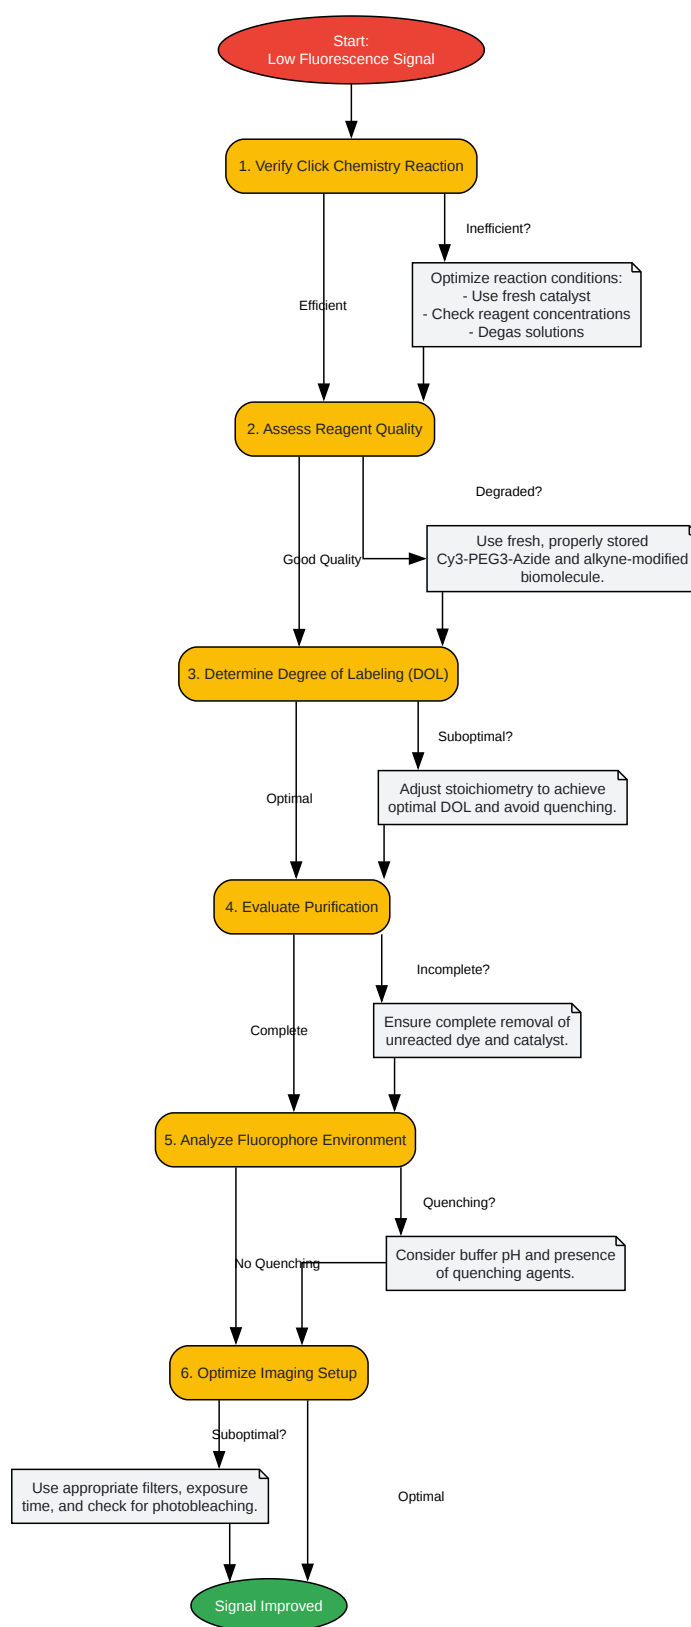 Start:
Low Fluorescence Signal
1. Verify Click Chemistry Reaction
Inefficient?
Optimize reaction conditions:
- Use fresh catalyst
- Check reagent concentrations
- Degas solutions
Efficient
2. Assess Reagent Quality
Degraded?
Use fresh, properly stored
Cy3-PEG3-Azide and alkyne-modified
biomolecule.
Good Quality
3. Determine Degree of Labeling (DOL)
Suboptimal?
Adjust stoichiometry to achieve
optimal DOL and avoid quenching.
Optimal
4. Evaluate Purification
Incomplete?
Ensure complete removal of
unreacted dye and catalyst.
Complete
5. Analyze Fluorophore Environment
Quenching?
Consider buffer pH and presence
of quenching agents.
No Quenching
6. Optimize Imaging Setup
Suboptimal?
Use appropriate filters, exposure
time, and check for photobleaching.
Optimal
Signal Improved